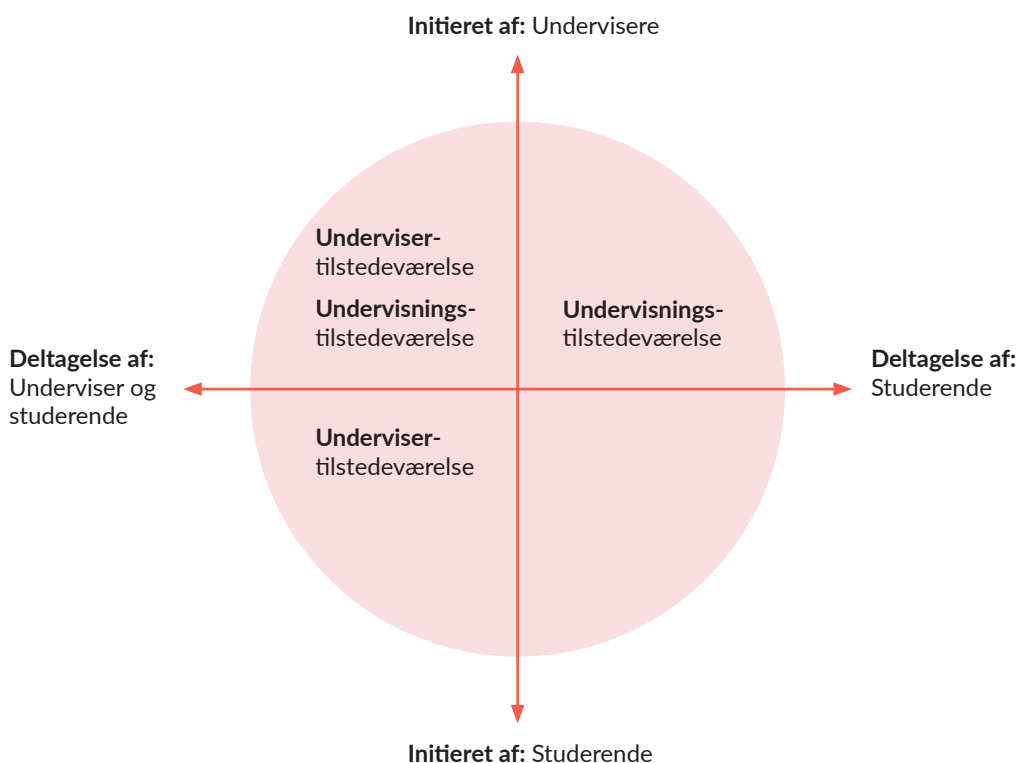 Initieret af: Undervisere
Underviser-
tilstedeværelse
Undervisnings-
tilstedeværelse
Undervisnings-
tilstedeværelse
Deltagelse af:
Underviser og
studerende
Deltagelse af:
Studerende
Underviser-
tilstedeværelse
Initieret af: Studerende